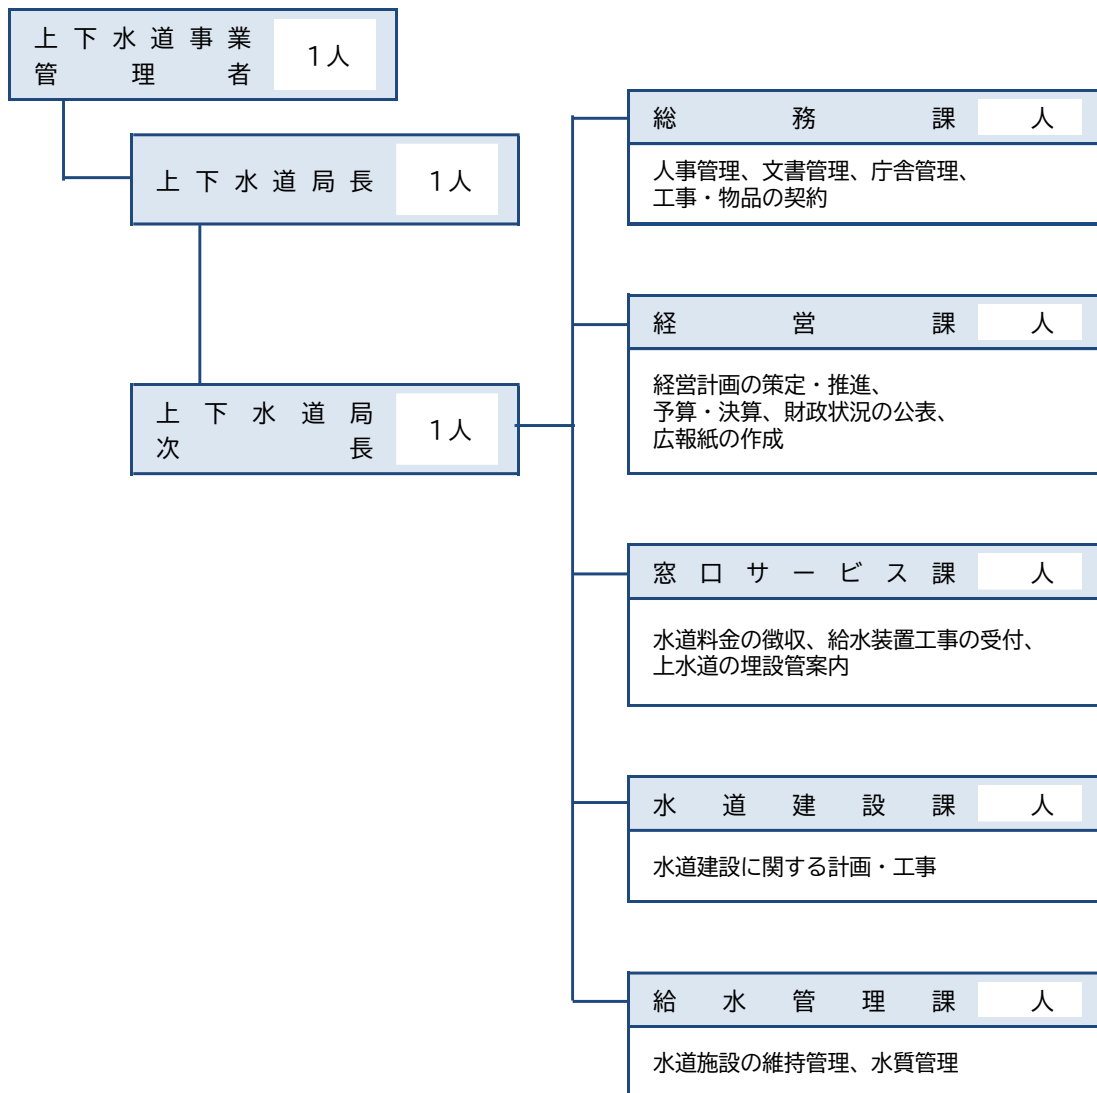 上下水道事業
管理者
1人
上下水道局長
1人
上下水道局
次長
1人
総務課
人
人事管理、文書管理、庁舎管理、
工事・物品の契約
経営課
人
経営計画の策定・推進、
予算・決算、財政状況の公表、
広報紙の作成
窓口サービス課
人
水道料金の徴収、給水装置工事の受付、
上水道の埋設管案内
水道建設課
人
水道建設に関する計画・工事
給水管理課
人
水道施設の維持管理、水質管理